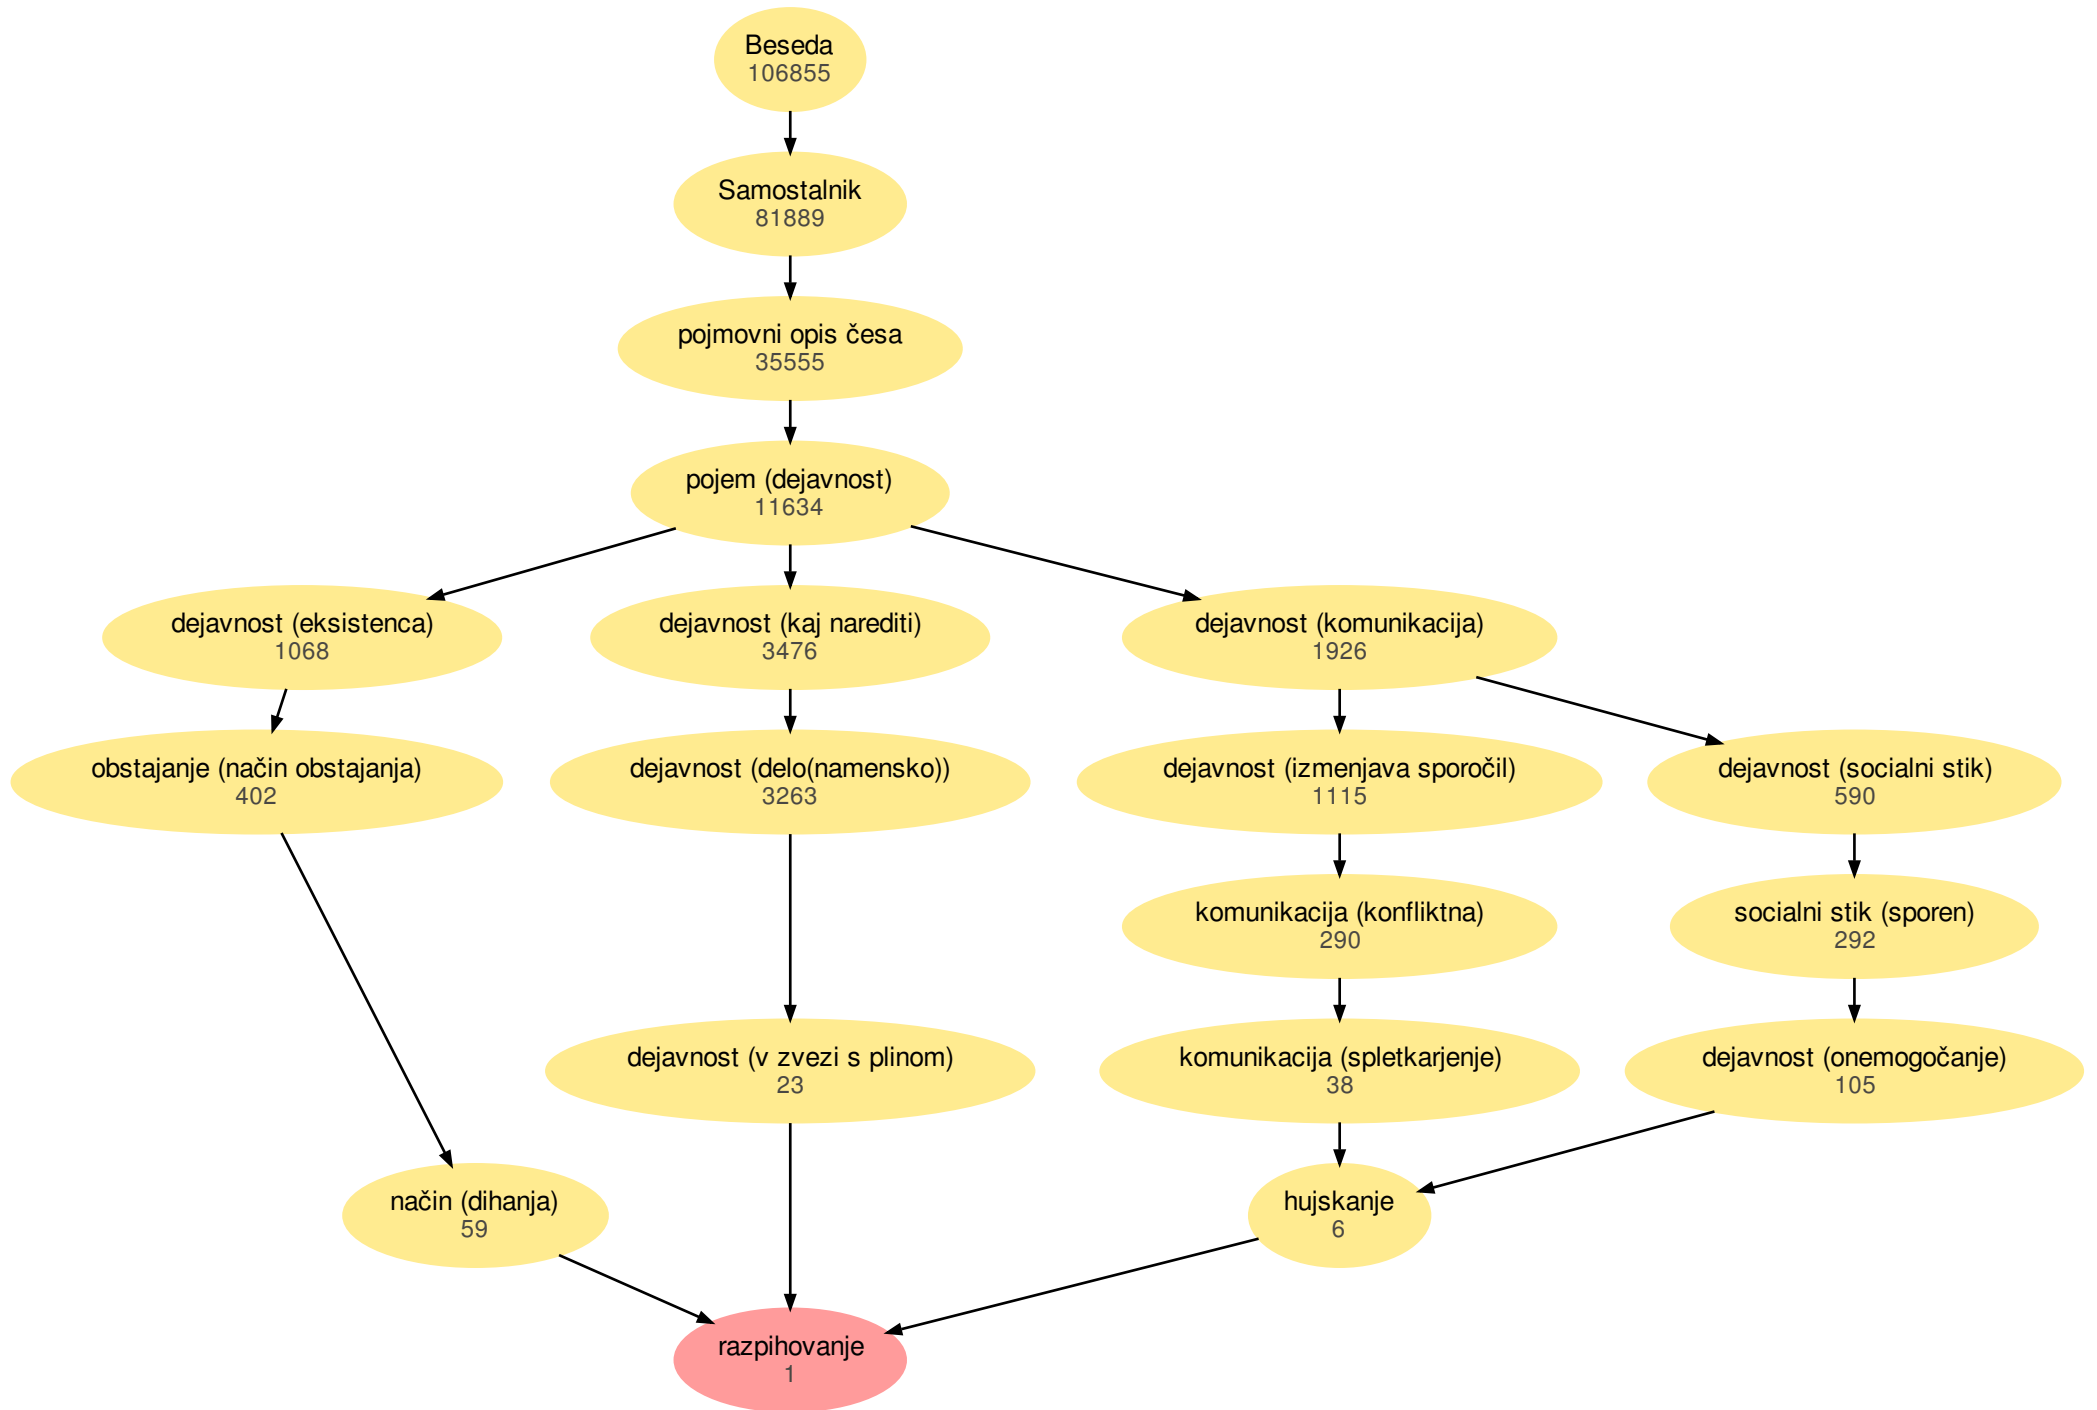 Beseda
106855
Samostalnik
81889
pojmovni opis česa
35555
pojem (dejavnost)
11634
dejavnost (eksistenca)
1068
dejavnost (kaj narediti)
3476
dejavnost (komunikacija)
1926
obstajanje (način obstajanja)
402
dejavnost (delo(namensko))
3263
dejavnost (izmenjava sporočil)
1115
dejavnost (socialni stik)
590
komunikacija (konfliktna)
290
socialni stik (sporen)
292
dejavnost (v zvezi s plinom)
23
komunikacija (spletkarjenje)
38
dejavnost (onemogočanje)
105
način (dihanja)
59
hujskanje
6
razpihovanje
1